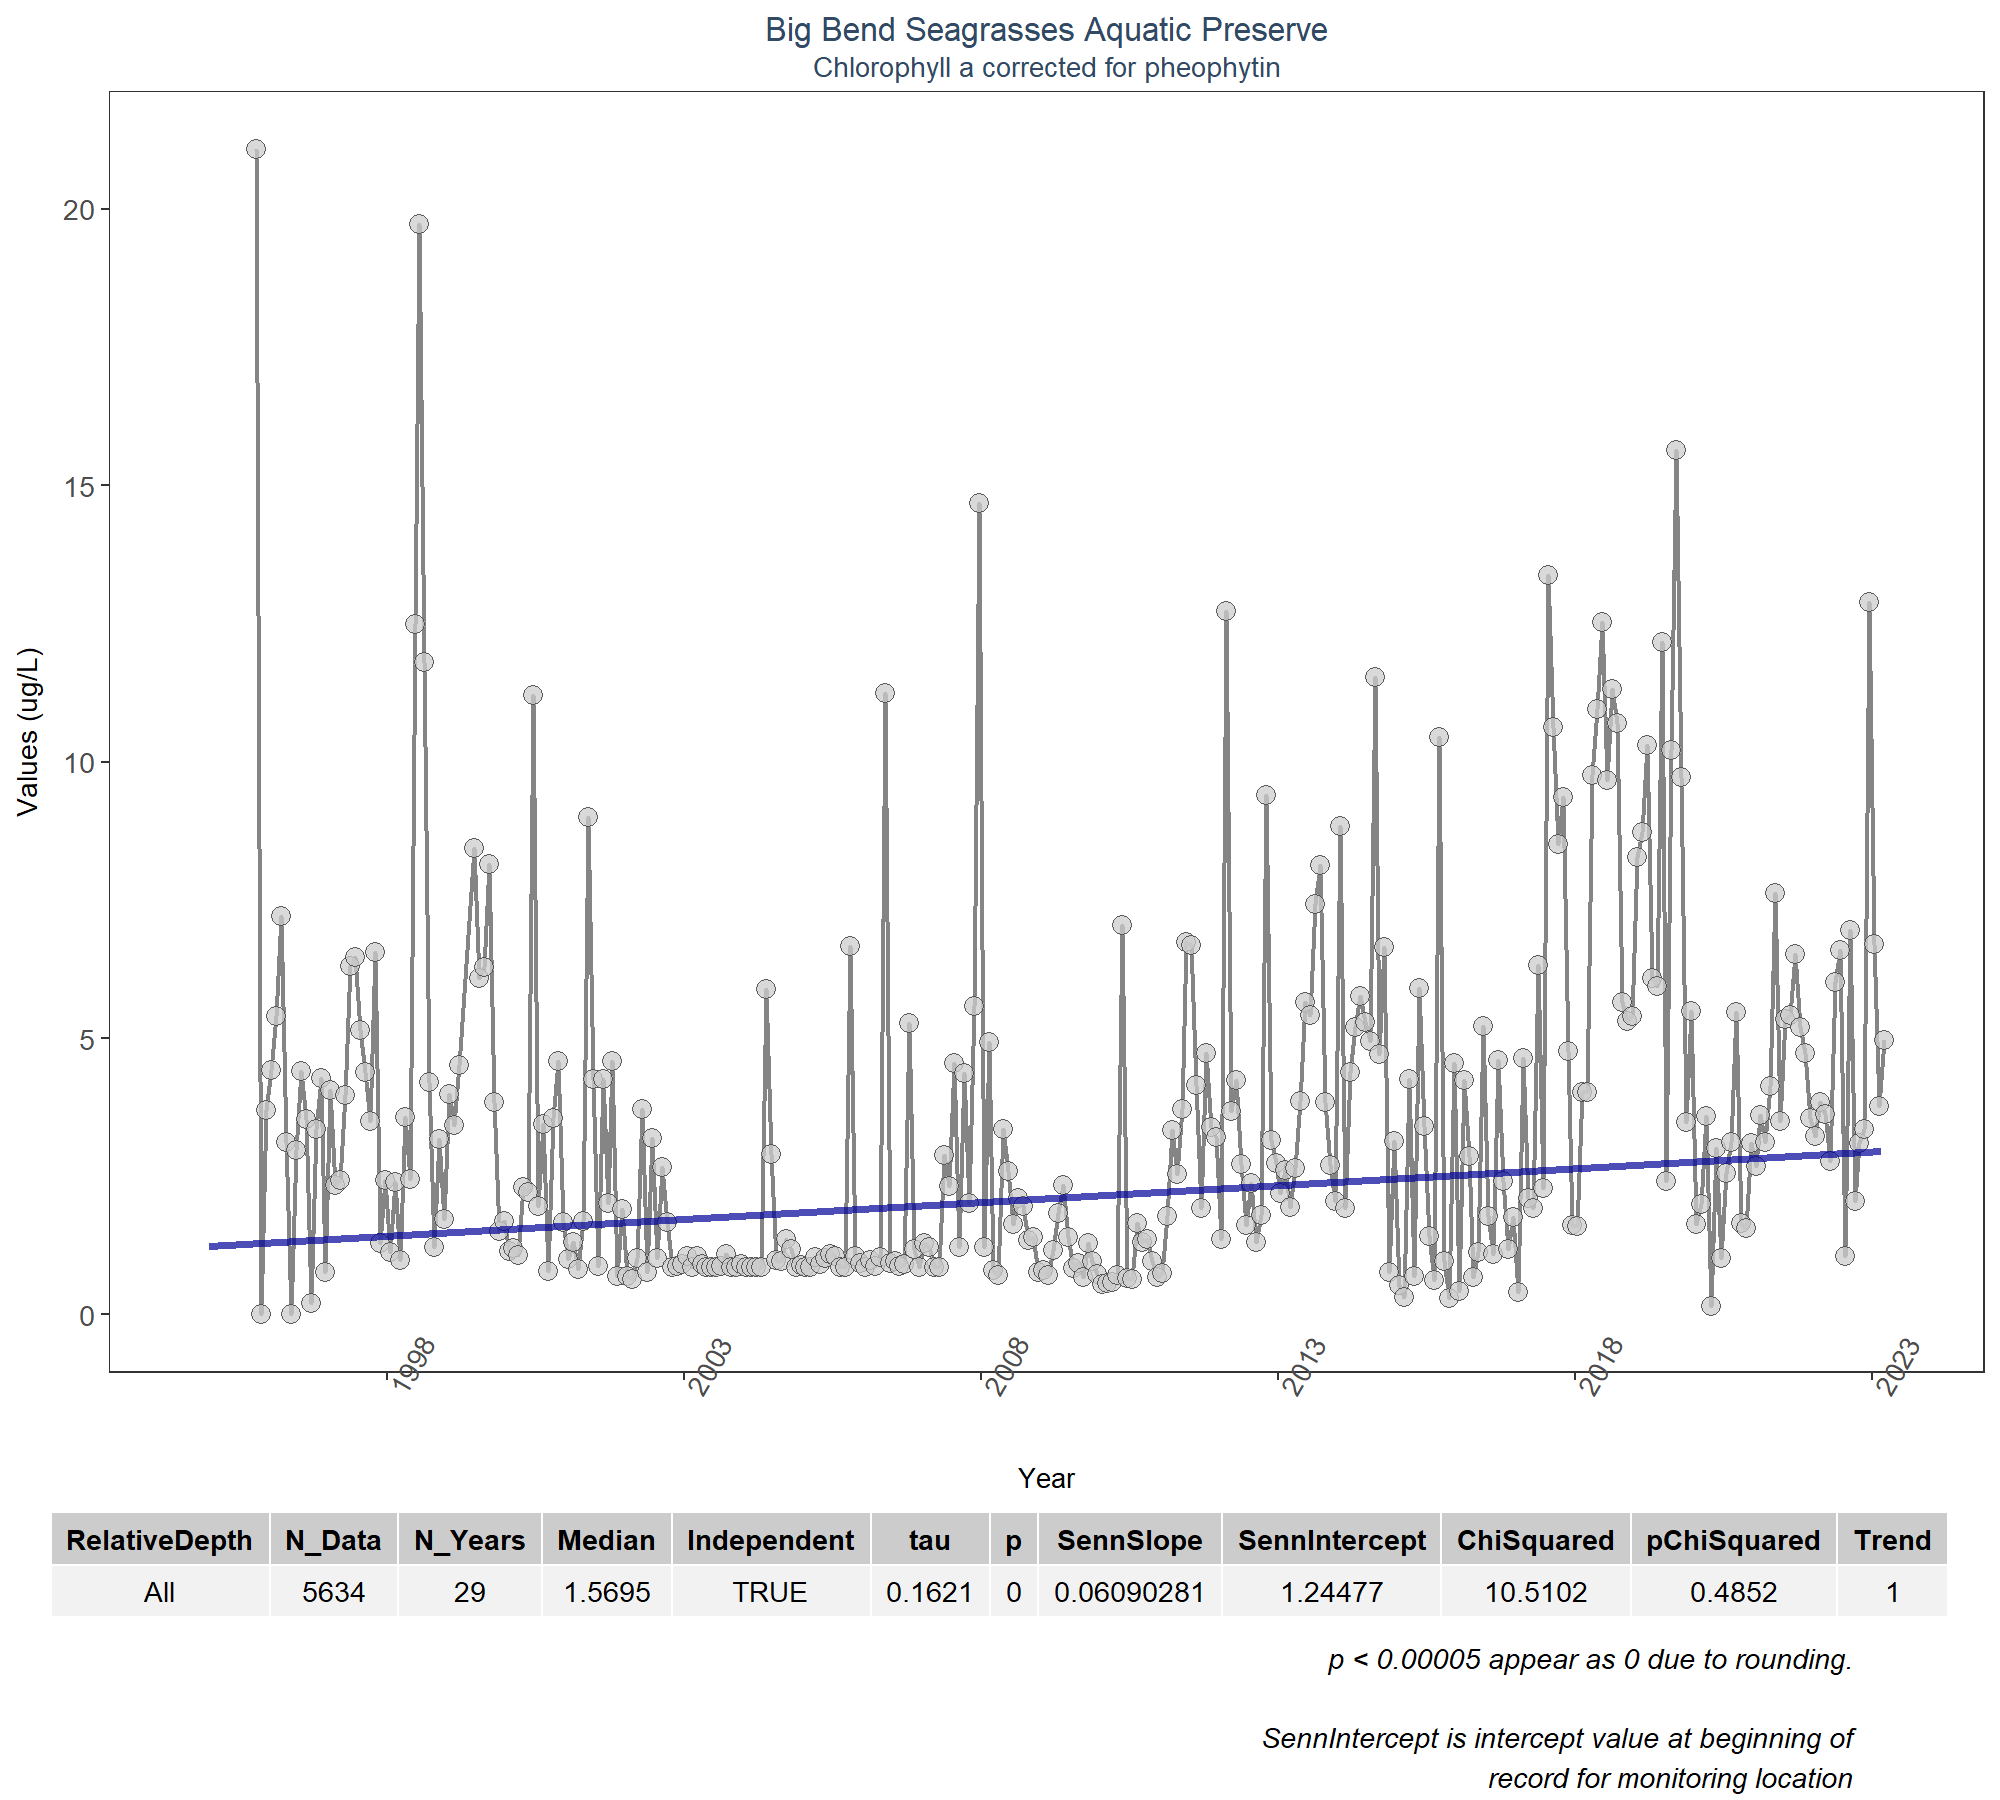 Big Bend Seagrasses Aquatic Preserve
Chlorophyll a corrected for pheophytin
20
15
10
5
0
Values (ug/L)
1998 2003 2008 2013 2018 2023
Year
RelativeDepth N_Data N_Years Median Independent tau p SennSlope SennIntercept ChiSquared pChiSquared Trend
All 5634 29 1.5695 TRUE 0.1621 0 0.06090281 1.24477 10.5102 0.4852 1
p < 0.00005 appear as 0 due to rounding.
SennIntercept is intercept value at beginning of
record for monitoring location